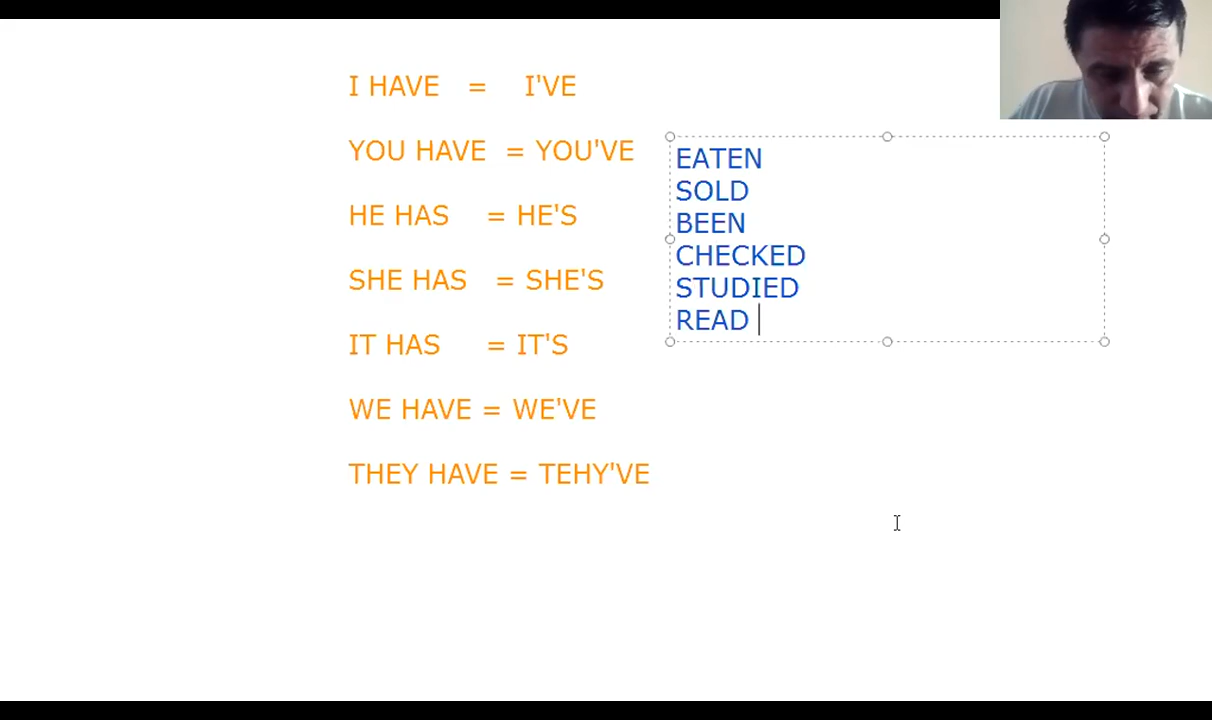 I HAVE = I'VE
YOU HAVE = YOU'VE
HE HAS = HE'S
SHE HAS = SHE'S
IT HAS = IT'S
WE HAVE = WE'VE
THEY HAVE = TEHY'VE
EATEN
SOLD
BEEN
CHECKED
STUDIED
READ